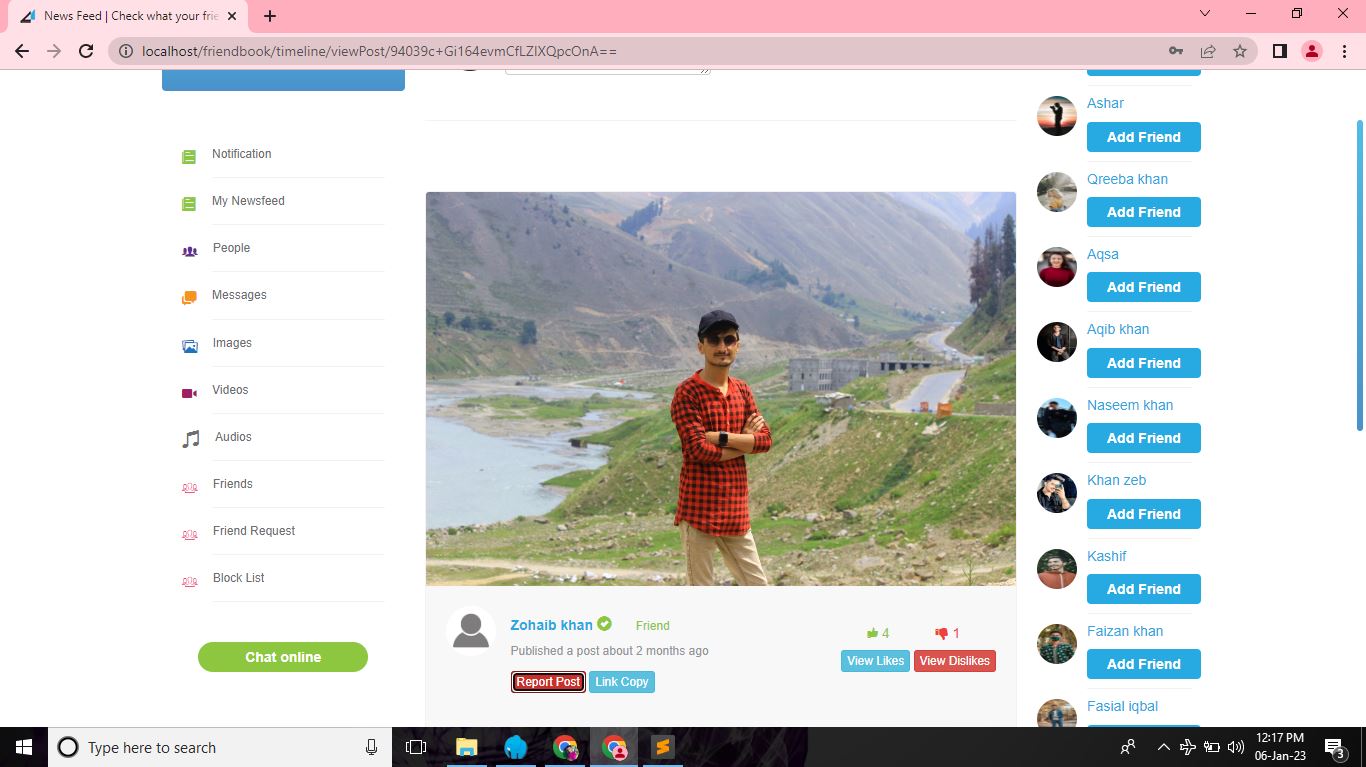 News Feed | Check what your frie
localhost/friendbook/timeline/viewPost/94039c+Gi164evmCfLZIXQpcOnA==
Notification
My Newsfeed
People
Messages
Images
Videos
Audios
Friends
Friend Request
Block List
Chat online
Zohaib khan
Friend
Published a post about 2 months ago
Report Post
Link Copy
4
1
View Likes
View Dislikes
Ashar
Add Friend
Qreeba khan
Add Friend
Aqsa
Add Friend
Aqib khan
Add Friend
Naseem khan
Add Friend
Khan zeb
Add Friend
Kashif
Add Friend
Faizan khan
Add Friend
Fasial iqbal
Type here to search
12:17 PM
06-Jan-23
3